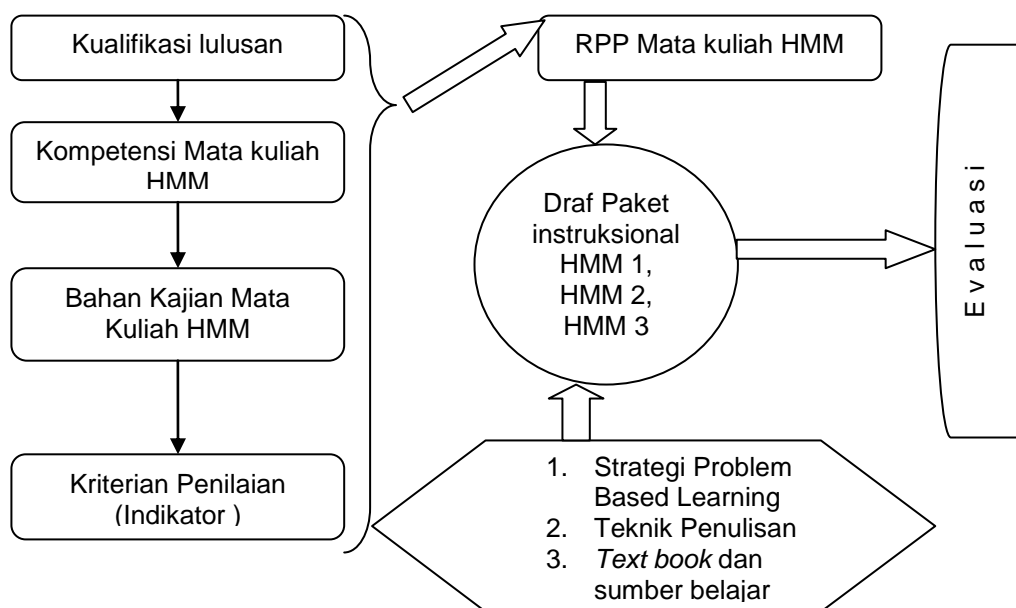 Kualifikasi lulusan
Kompetensi Mata kuliah
HMM
Bahan Kajian Mata
Kuliah HMM
Kriterian Penilaian
(Indikator )
RPP Mata kuliah HMM
Draf Paket
instruksional
HMM 1,
HMM 2,
HMM 3
1. Strategi Problem
Based Learning
2. Teknik Penulisan
3. Text book dan
sumber belajar
Evaluasi